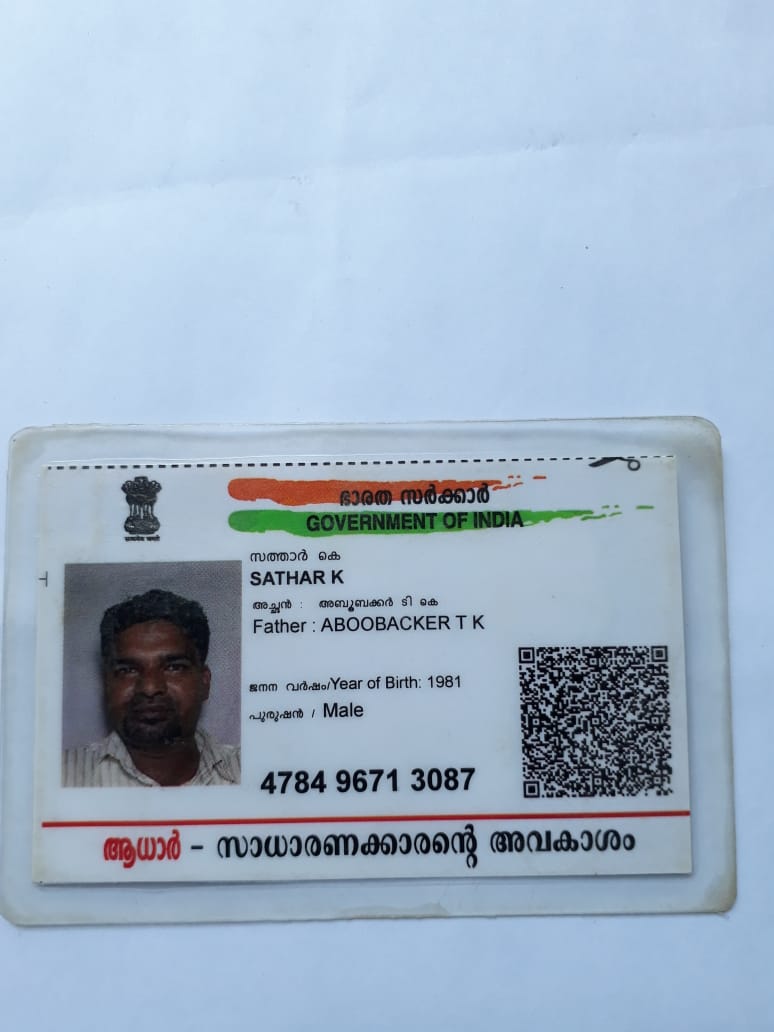 ഭാരത സർക്കാർ
GOVERNMENT OF INDIA
സത്താർ കെ
SATHAR K
അച്ഛൻ : അബൂബക്കർ ടി കെ
Father : ABOOBACKER T K
ജനന വർഷം/Year of Birth: 1981
പുരുഷൻ / Male
4784 9671 3087
ആധാർ - സാധാരണക്കാരന്റെ അവകാശം